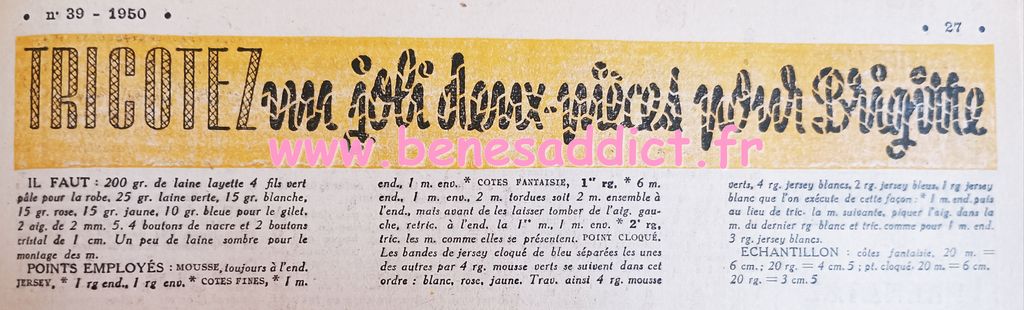 • n° 39 - 1950 •
• 27 •
TRICOTEZ un joli deux-pièces pour Brigitte
www.benesaddict.fr
IL FAUT : 200 gr. de laine layette 4 fils vert
pâle pour la robe, 25 gr. laine verte, 15 gr. blanche,
15 gr. rose, 15 gr. jaune, 10 gr. bleue pour le gilet,
2 aig. de 2 mm. 5. 4 boutons de nacre et 2 boutons
cristal de 1 cm. Un peu de laine sombre pour le
montage des m.
POINTS EMPLOYÉS : MOUSSE, toujours à l'end.
JERSEY, * 1 rg end., 1 rg env. * COTES FINES, * 1 m.
end., 1 m. env.. * COTES FANTAISIE, 1er rg. * 6 m.
end., 1 m. env., 2 m. tordues soit 2 m. ensemble à
l'end., mais avant de les laisser tomber de l'aig. gau-
che, retric. à l'end. la 1re m., 1 m. env. * 2e rg,
tric. les m. comme elles se présentent. POINT CLOQUÉ.
Les bandes de jersey cloqué de bleu séparées les unes
des autres par 4 rg. mousse verts se suivent dans cet
ordre : blanc, rose, jaune. Trav. ainsi 4 rg. mousse
verts, 4 rg. jersey blancs, 2 rg. jersey bleus, 1 rg jersey
blanc que l'on exécute de cette façon : * 1 m. end. puis
au lieu de tric. la m. suivante, piquer l'aig. dans la
m. du dernier rg blanc et tric. comme pour 1 m. end.
3 rg. jersey blancs.
ECHANTILLON : côtes fantaisie, 20 m. =
6 cm. ; 20 rg. = 4 cm. 5 ; pt. cloqué. 20 m. = 6 cm.
20 rg. = 3 cm. 5